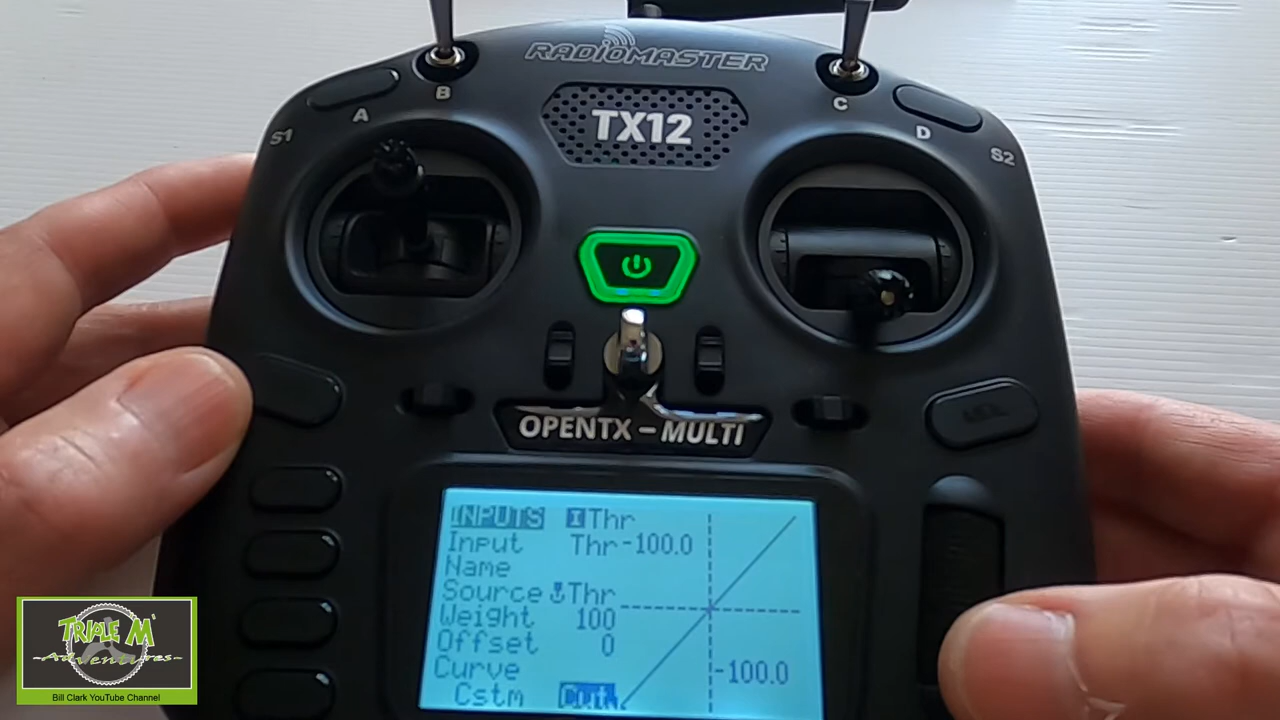 RADIOMASTER
TX12
B
C
A
D
S1
S2
OPENTX – MULTI
INPUTS I Thr
Input Thr -100.0
Name
Source Thr
Weight 100
Offset 0
Curve
-100.0
Cstm
TRIPLE M
-Adventures-
Bill Clark YouTube Channel